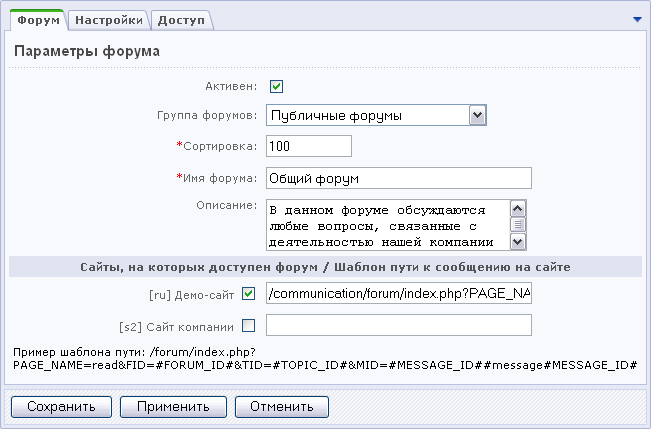 Форум Настройки Доступ
Параметры форума
Активен:
Группа форумов: Публичные форумы
*Сортировка: 100
*Имя форума: Общий форум
Описание: В данном форуме обсуждаются
любые вопросы, связанные с
деятельностью нашей компании
Сайты, на которых доступен форум / Шаблон пути к сообщению на сайте
[ru] Демо-сайт /communication/forum/index.php?PAGE_NA
[s2] Сайт компании
Пример шаблона пути: /forum/index.php?
PAGE_NAME=read&FID=#FORUM_ID#&TID=#TOPIC_ID#&MID=#MESSAGE_ID##message#MESSAGE_ID#
Сохранить Применить Отменить